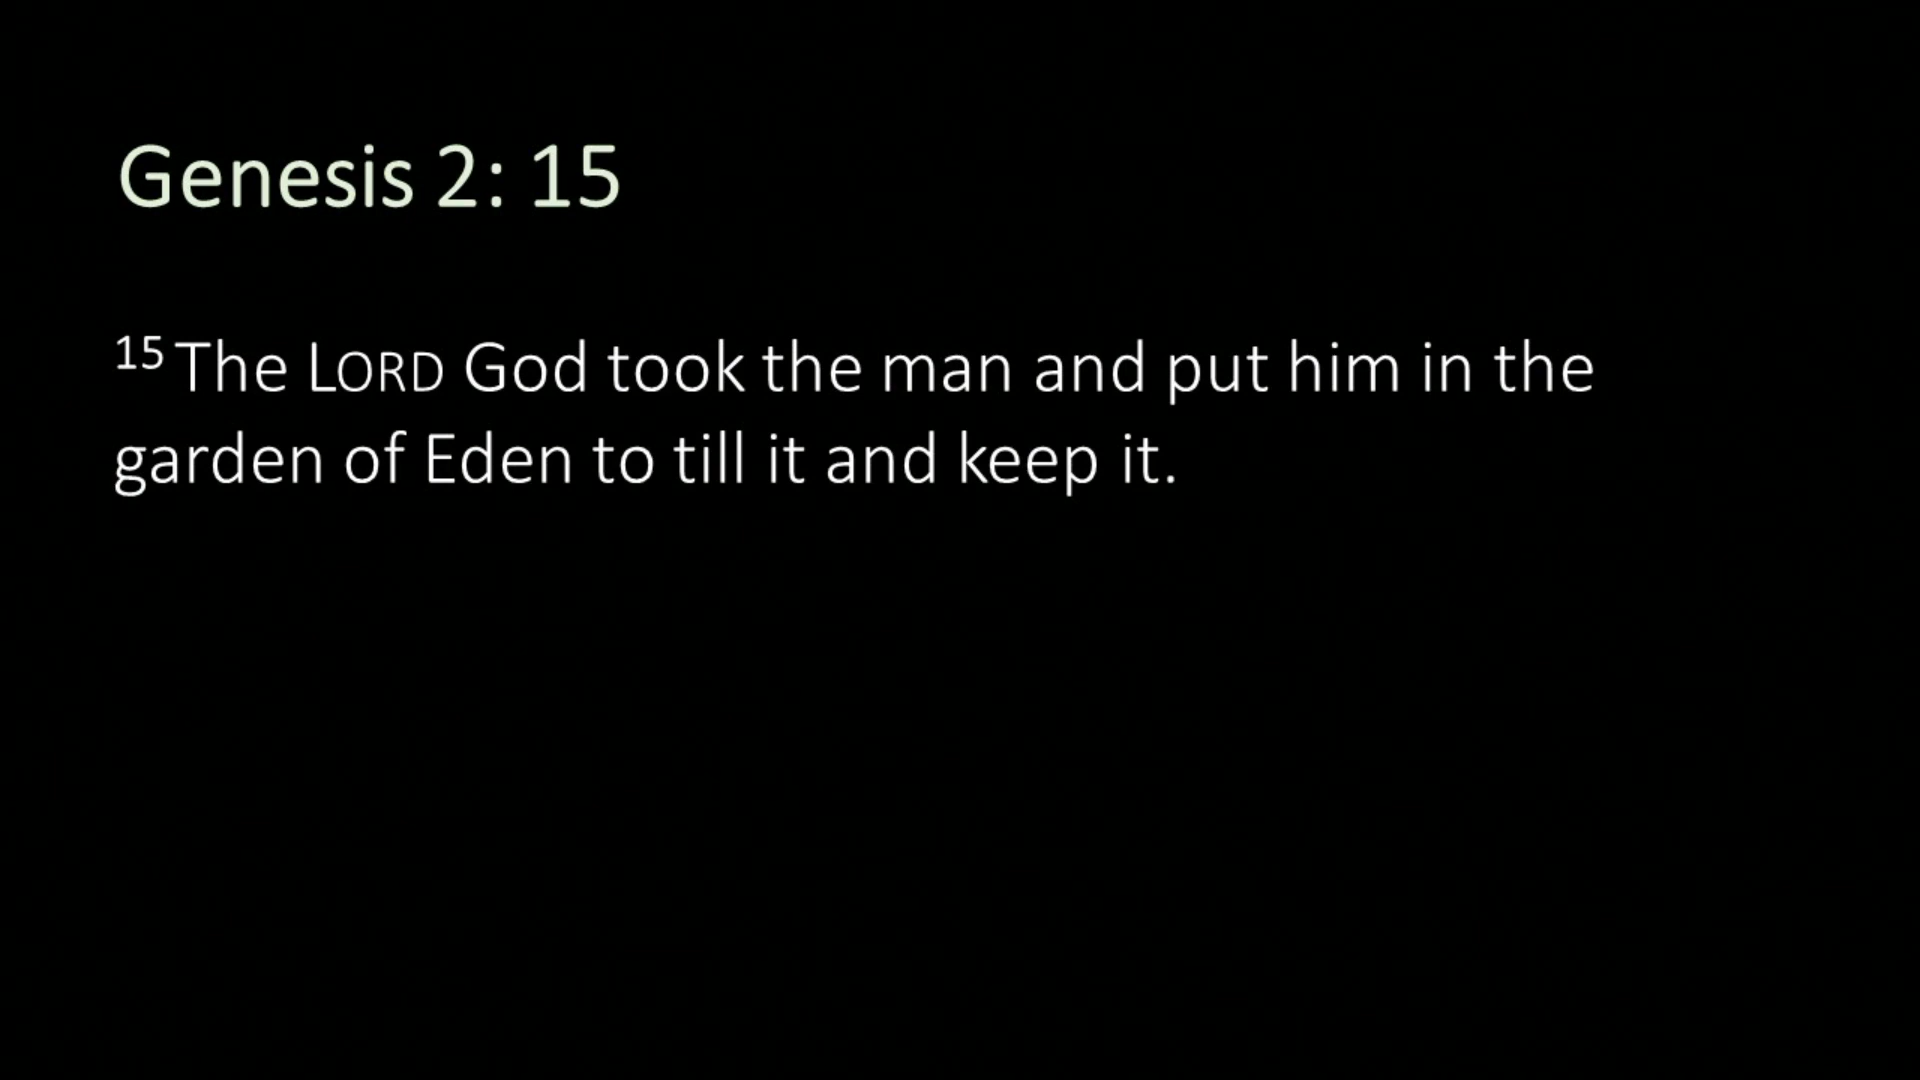 Genesis 2: 15
15 The LORD God took the man and put him in the
garden of Eden to till it and keep it.